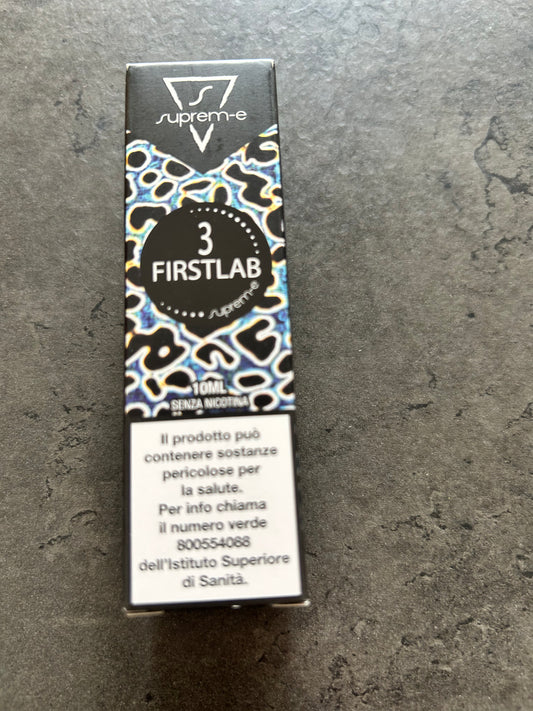 S
suprem-e
3
FIRSTLAB
suprem-e
10ML
SENZA NICOTINA
Il prodotto può
contenere sostanze
pericolose per
la salute.
Per info chiama
il numero verde
800554088
dell'Istituto Superiore
di Sanità.